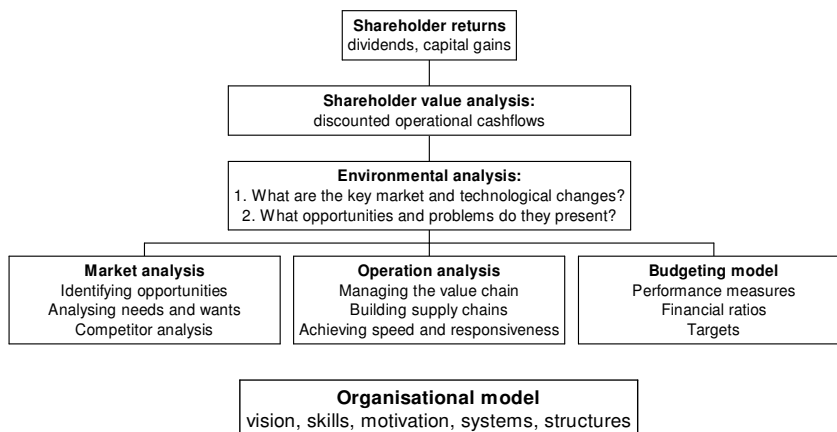 Shareholder returns
dividends, capital gains
Shareholder value analysis:
discounted operational cashflows
Environmental analysis:
1. What are the key market and technological changes?
2. What opportunities and problems do they present?
Market analysis
Identifying opportunities
Analysing needs and wants
Competitor analysis
Operation analysis
Managing the value chain
Building supply chains
Achieving speed and responsiveness
Budgeting model
Performance measures
Financial ratios
Targets
Organisational model
vision, skills, motivation, systems, structures